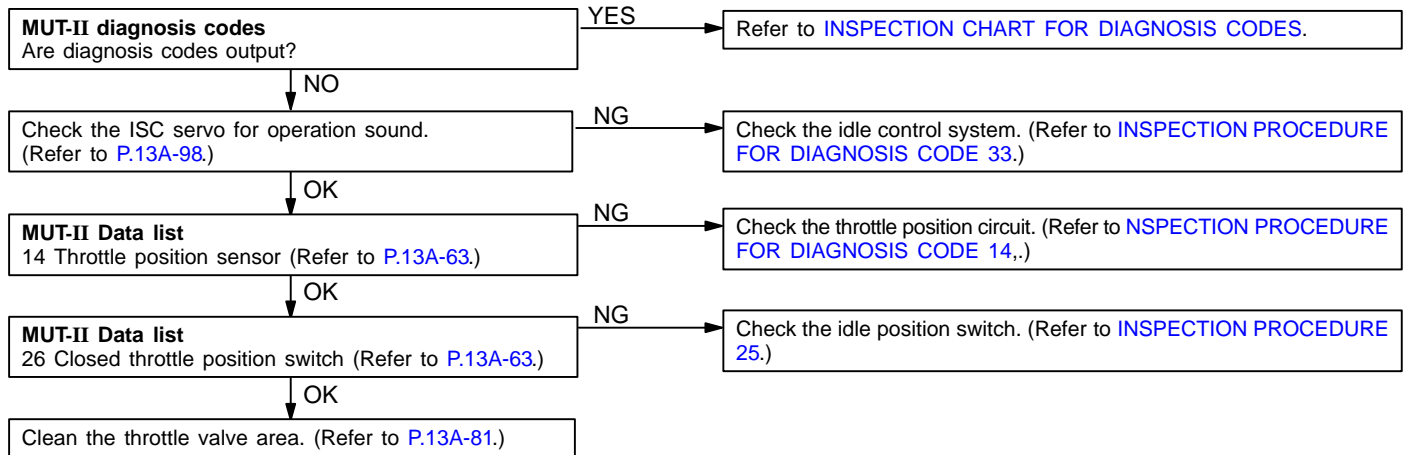 MUT-II diagnosis codes
Are diagnosis codes output?
YES
Refer to INSPECTION CHART FOR DIAGNOSIS CODES.
NO
Check the ISC servo for operation sound.
(Refer to P.13A-98.)
NG
Check the idle control system. (Refer to INSPECTION PROCEDURE
FOR DIAGNOSIS CODE 33.)
OK
MUT-II Data list
14 Throttle position sensor (Refer to P.13A-63.)
NG
Check the throttle position circuit. (Refer to NSPECTION PROCEDURE
FOR DIAGNOSIS CODE 14,.)
OK
MUT-II Data list
26 Closed throttle position switch (Refer to P.13A-63.)
NG
Check the idle position switch. (Refer to INSPECTION PROCEDURE
25.)
OK
Clean the throttle valve area. (Refer to P.13A-81.)